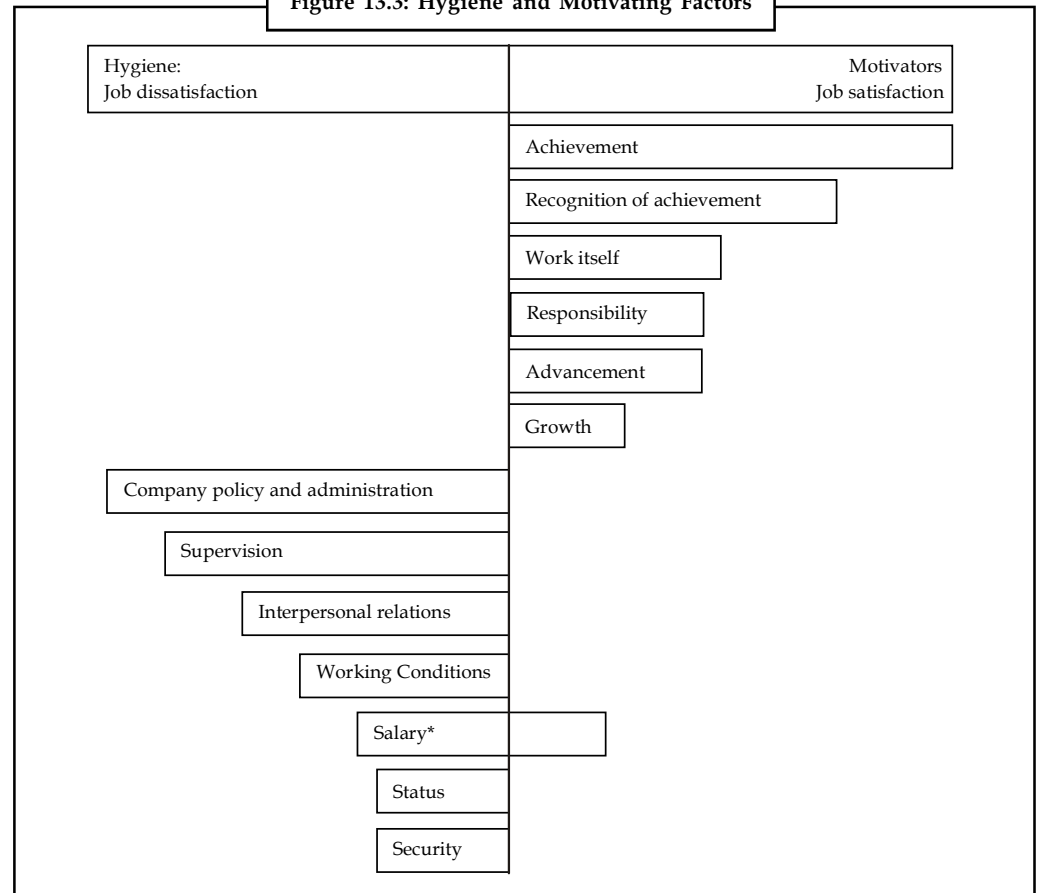 Figure 13.3: Hygiene and Motivating Factors
Hygiene:
Job dissatisfaction
Motivators
Job satisfaction
Achievement
Recognition of achievement
Work itself
Responsibility
Advancement
Growth
Company policy and administration
Supervision
Interpersonal relations
Working Conditions
Salary*
Status
Security